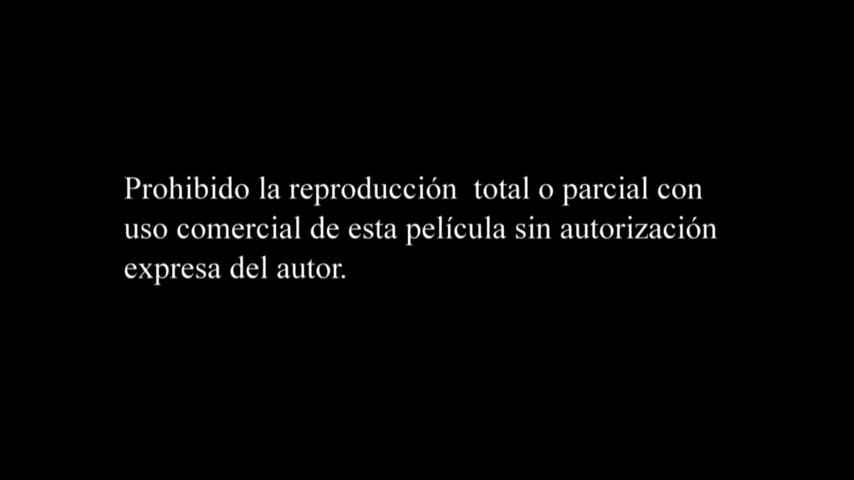 Prohibido la reproducción  total o parcial con
uso comercial de esta película sin autorización
expresa del autor.